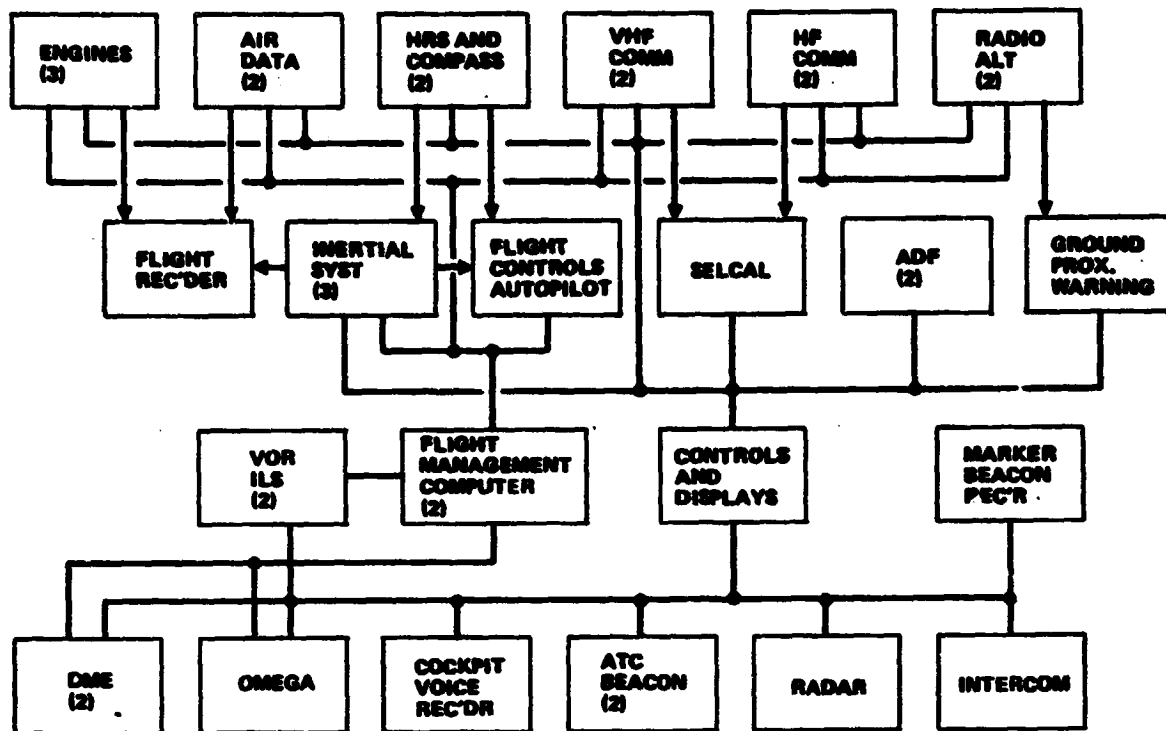 ENGINES
(3)
AIR
DATA
(2)
HRS AND
COMPASS
(2)
VHF
COMM
(2)
HF
COMM
(2)
RADIO
ALT
(2)
FLIGHT
REC'DER
INERTIAL
SYST
(3)
FLIGHT
CONTROLS
AUTOPILOT
SELCAL
ADF
(2)
GROUND
PROX.
WARNING
VOR
ILS
(2)
FLIGHT
MANAGEMENT
COMPUTER
(2)
CONTROLS
AND
DISPLAYS
MARKER
BEACON
REC'R
DME
(2)
OMEGA
COCKPIT
VOICE
REC'DR
ATC
BEACON
(2)
RADAR
INTERCOM